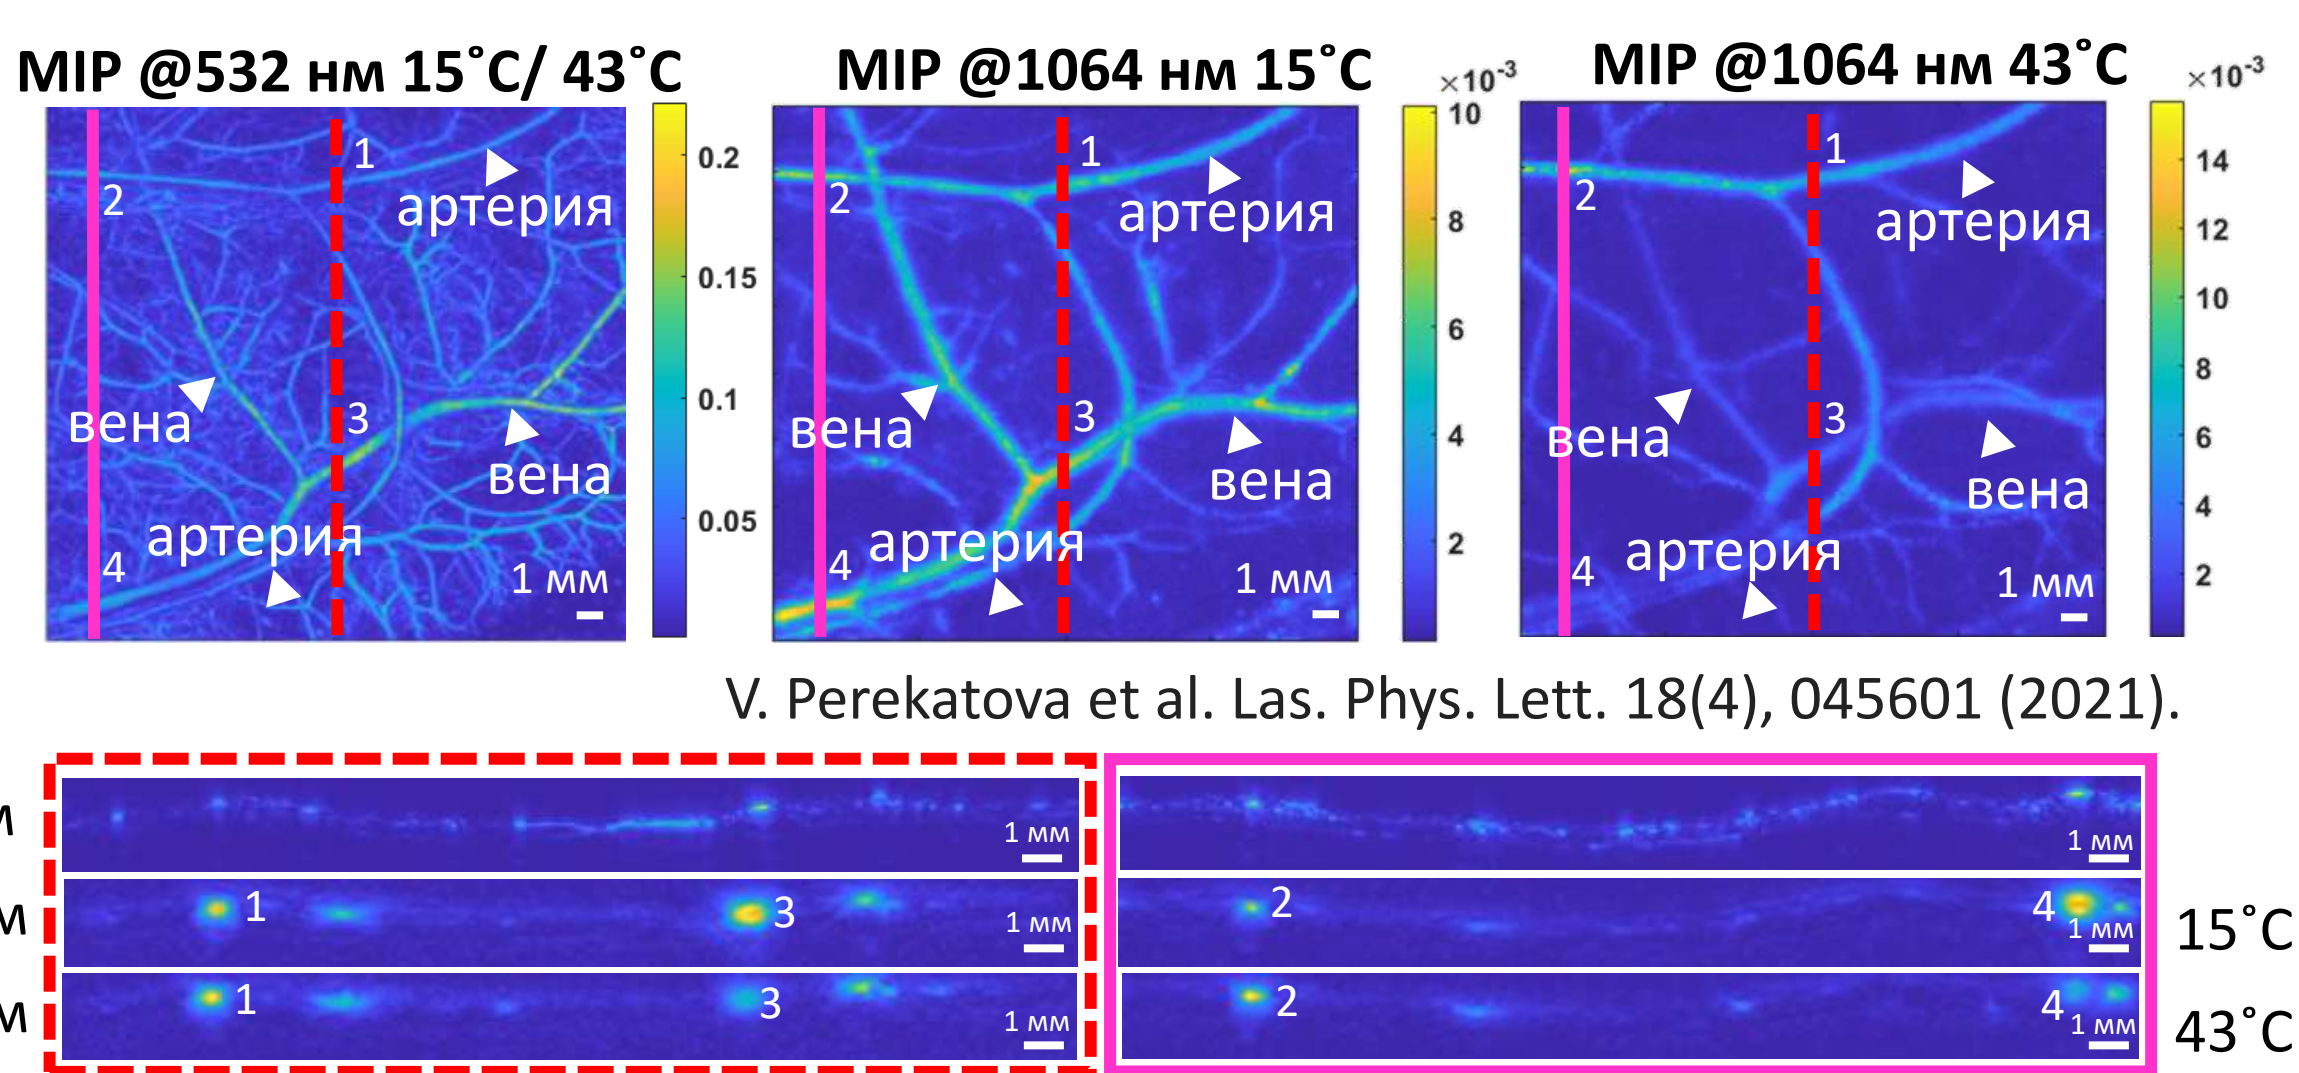 MIP @532 нм 15˚C/ 43˚C
MIP @1064 нм 15˚C
MIP @1064 нм 43˚C
×10-3
×10-3
1
2
артерия
3
вена
вена
артерия
4
1 мм
0.2
0.15
0.1
0.05
1
2
артерия
3
вена
вена
артерия
4
1 мм
10
8
6
4
2
1
2
артерия
3
вена
вена
артерия
4
1 мм
14
12
10
8
6
4
2
V. Perekatova et al. Las. Phys. Lett. 18(4), 045601 (2021).
м
1 мм
1 мм
м
1
3
1 мм
2
4
1 мм
15˚C
м
1
3
1 мм
2
4
1 мм
43˚C